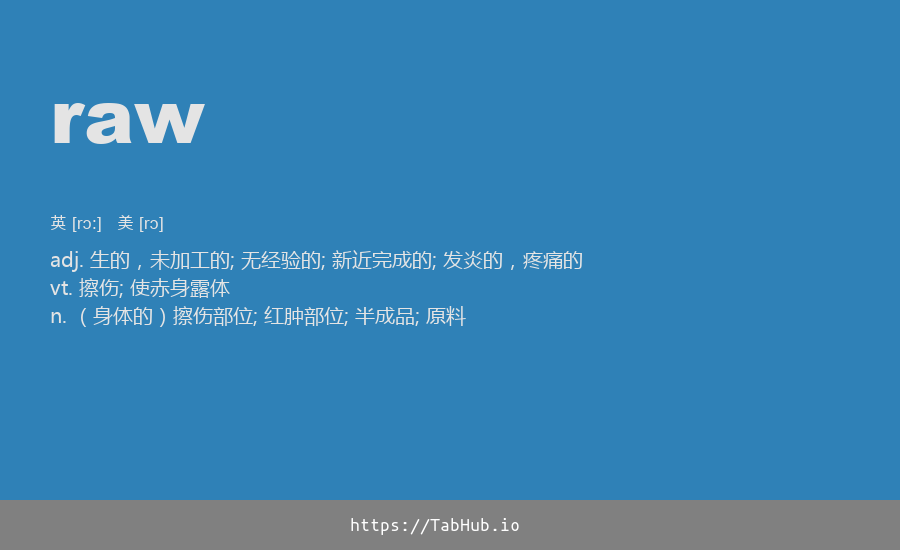 raw
英 [rɔː] 美 [rɔ]
adj. 生的，未加工的; 无经验的; 新近完成的; 发炎的，疼痛的
vt. 擦伤; 使赤身露体
n. （身体的）擦伤部位; 红肿部位; 半成品; 原料
https://TabHub.io